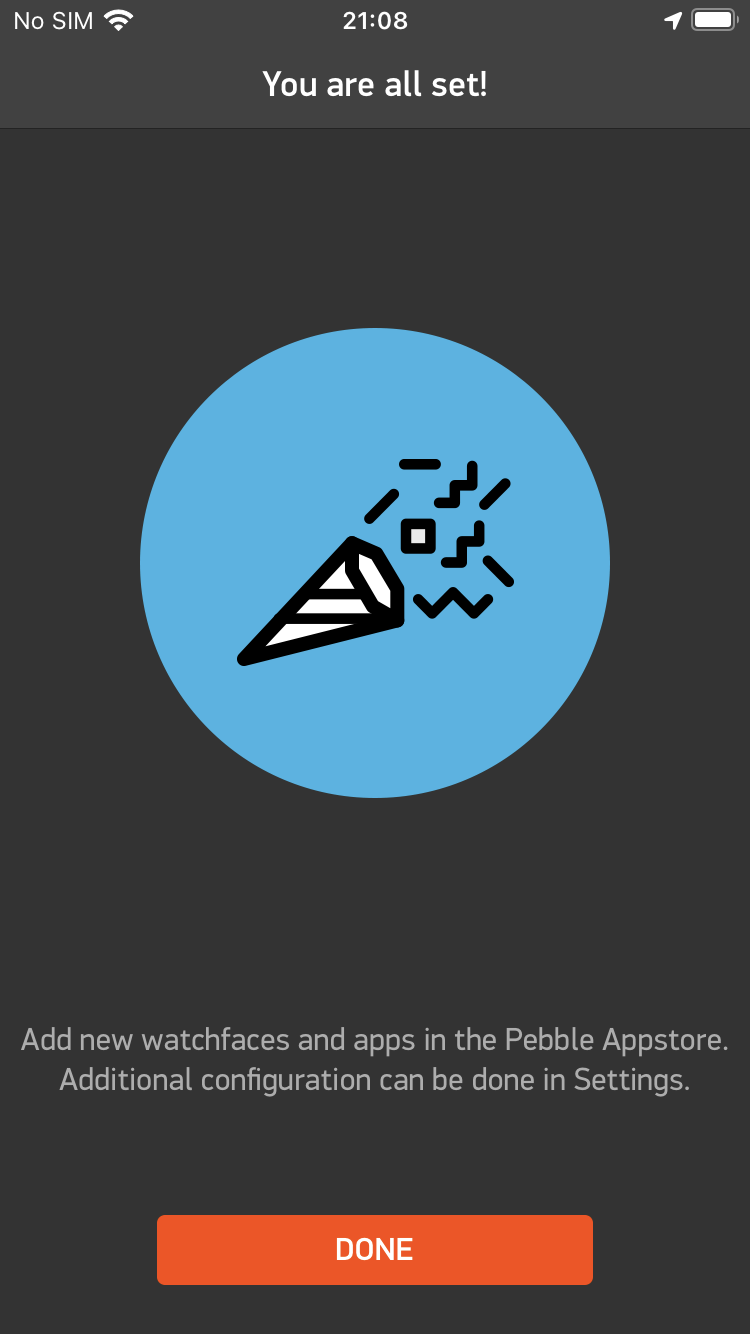 No SIM 21:08
You are all set!
Add new watchfaces and apps in the Pebble Appstore.
Additional configuration can be done in Settings.
DONE